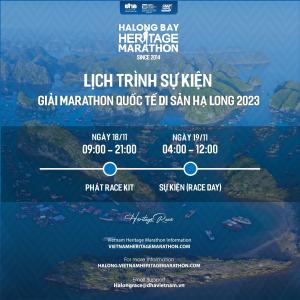 HALONG BAY
HERITAGE
MARATHON
SINCE 2014
LỊCH TRÌNH SỰ KIỆN
GIẢI MARATHON QUỐC TẾ DI SẢN HẠ LONG 2023
NGÀY 18/11
09:00 - 21:00
NGÀY 19/11
04:00 - 12:00
PHÁT RACE KIT
SỰ KIỆN (RACE DAY)
Heritage Race
Vietnam Heritage Marathon Information
VIETNAMHERITAGEMARATHON.COM
For more information
HALONG.VIETNAMHERITAGEMARATHON.COM
Email Support
Halongrace@dhavietnam.vn